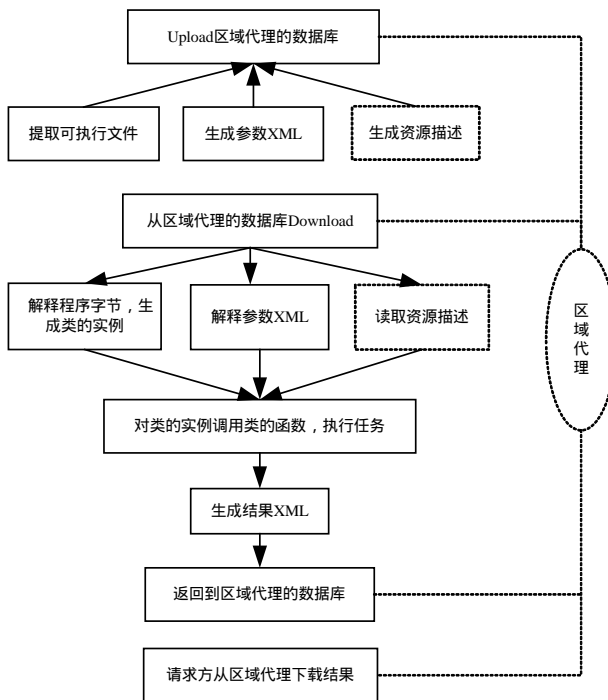 Upload区域代理的数据库
提取可执行文件
生成参数XML
生成资源描述
从区域代理的数据库Download
解释程序字节，生
成类的实例
解释参数XML
读取资源描述
区域代理
对类的实例调用类的函数，执行任务
生成结果XML
返回到区域代理的数据库
请求方从区域代理下载结果